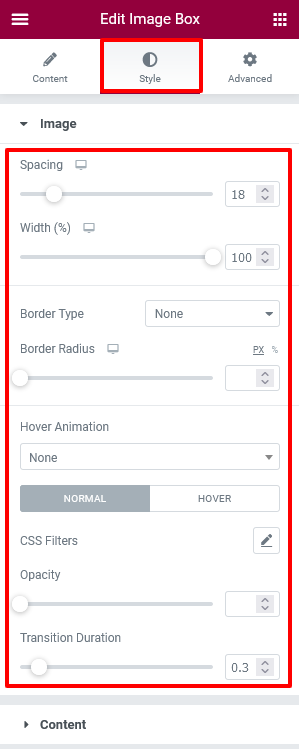 Edit Image Box
Content Style Advanced
Image
Spacing
18
Width (%)
100
Border Type None
Border Radius PX %
Hover Animation
None
NORMAL HOVER
CSS Filters
Opacity
Transition Duration
0.3
Content